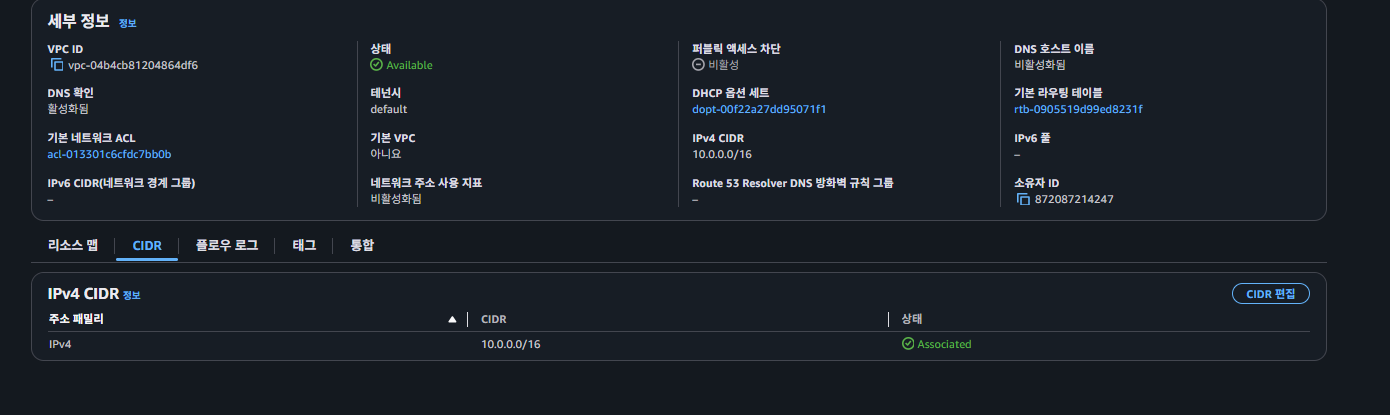 세부 정보 정보
VPC ID
vpc-04b4cb81204864df6
상태
Available
퍼블릭 액세스 차단
비활성
DNS 호스트 이름
비활성화됨
DNS 확인
활성화됨
테넌시
default
DHCP 옵션 세트
dopt-00f22a27dd95071f1
기본 라우팅 테이블
rtb-0905519d99ed8231f
기본 네트워크 ACL
acl-013301c6cfdc7bb0b
기본 VPC
아니요
IPv4 CIDR
10.0.0.0/16
IPv6 풀
–
IPv6 CIDR(네트워크 경계 그룹)
–
네트워크 주소 사용 지표
비활성화됨
Route 53 Resolver DNS 방화벽 규칙 그룹
–
소유자 ID
872087214247
리소스 맵 CIDR 플로우 로그 태그 통합
IPv4 CIDR 정보 CIDR 편집
주소 패밀리 CIDR 상태
IPv4 10.0.0.0/16 Associated